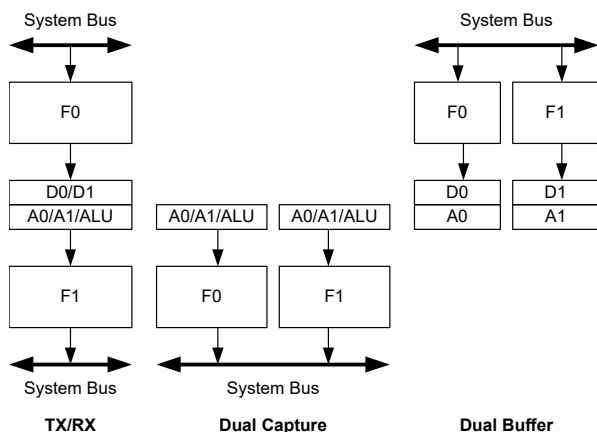 System Bus
F0
D0/D1
A0/A1/ALU
F1
System Bus
TX/RX
A0/A1/ALU
A0/A1/ALU
F0
F1
System Bus
Dual Capture
System Bus
F0
F1
D0
D1
A0
A1
Dual Buffer